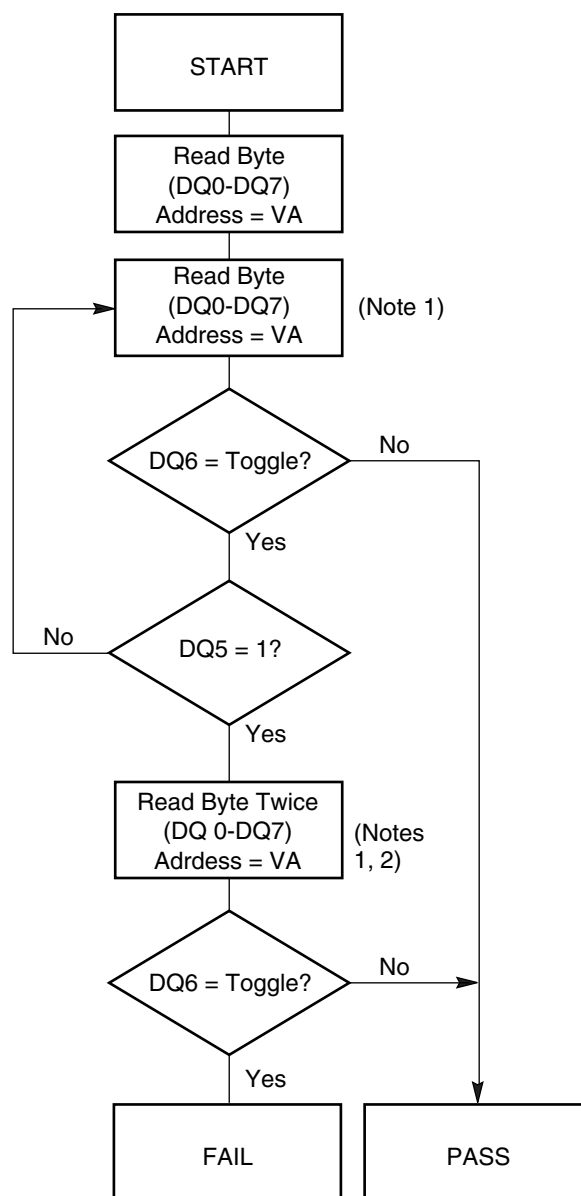 START
Read Byte
(DQ0-DQ7)
Address = VA
Read Byte
(DQ0-DQ7)
Address = VA
(Note 1)
DQ6 = Toggle?
No
Yes
No
DQ5 = 1?
Yes
Read Byte Twice
(DQ 0-DQ7)
Adrdess = VA
(Notes
1, 2)
DQ6 = Toggle?
No
Yes
FAIL
PASS